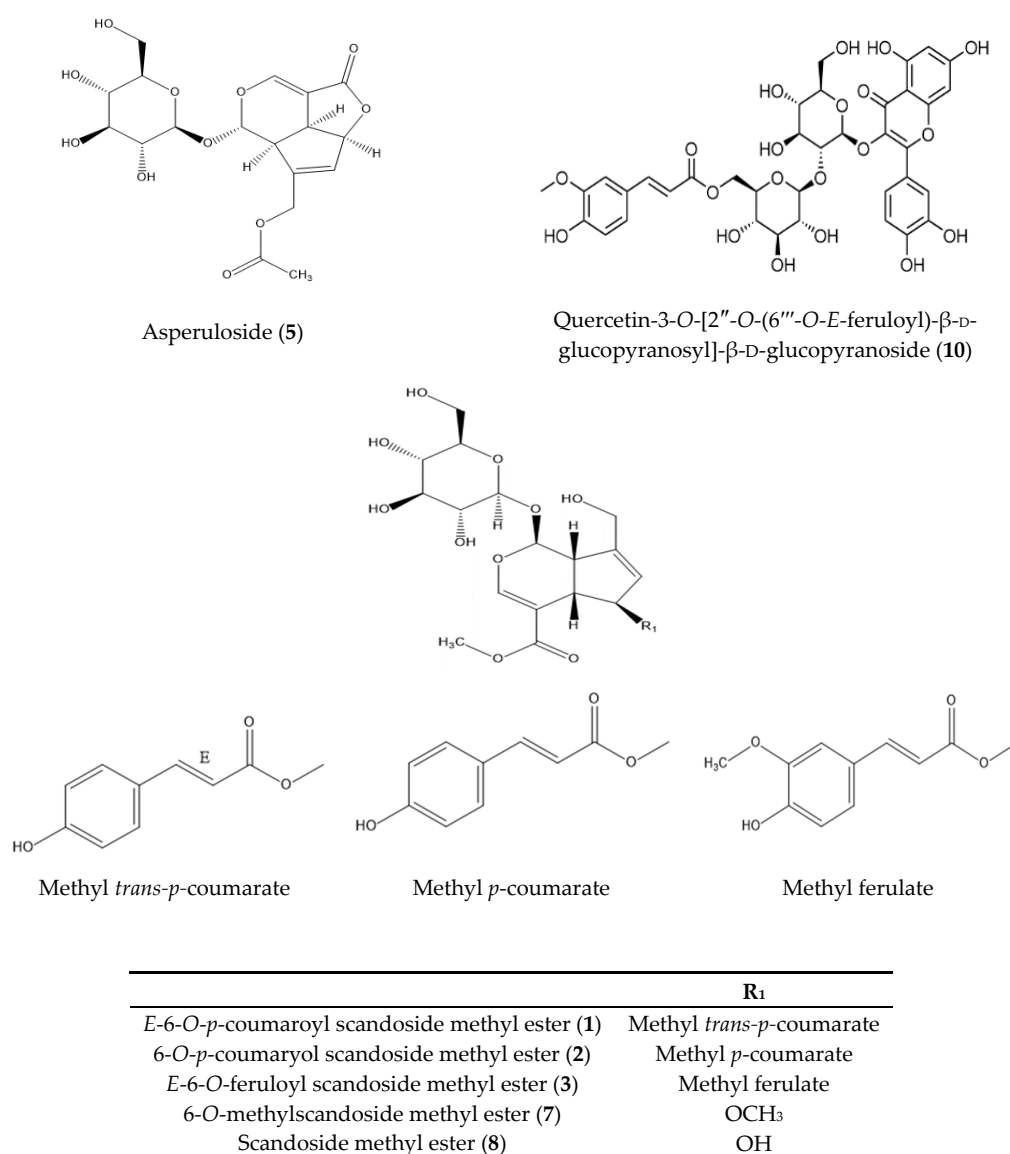 HO
O
HO
O
O
O
H
HO
O
H
H
OH
O
O
CH₃
Asperuloside (5)
OH
HO
OH
HO
O
O
O
HO
O
O
O
O
O
O
HO
HO
OH
OH
OH
OH
Quercetin-3-O-[2″-O-(6‴-O-E-feruloyl)-β-D-
glucopyranosyl]-β-D-glucopyranoside (10)
HO
HO
O
HO
O
HO
H
OH
H
O
H
R₁
H₃C
O
O
O
E
O
HO
O
O
HO
O
O
H₃C
O
HO
Methyl trans-p-coumarate
Methyl p-coumarate
Methyl ferulate
R₁
E-6-O-p-coumaroyl scandoside methyl ester (1) Methyl trans-p-coumarate
6-O-p-coumaryol scandoside methyl ester (2) Methyl p-coumarate
E-6-O-feruloyl scandoside methyl ester (3) Methyl ferulate
6-O-methylscandoside methyl ester (7) OCH₃
Scandoside methyl ester (8) OH